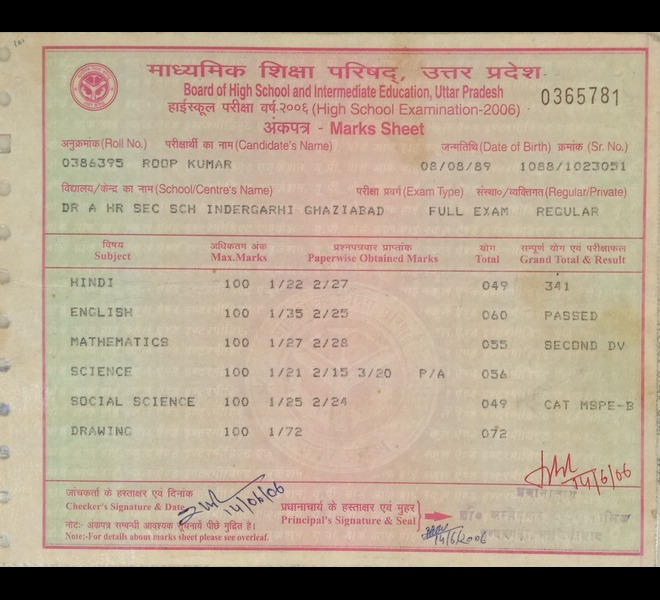 माध्यमिक शिक्षा परिषद्, उत्तर प्रदेश
Board of High School and Intermediate Education, Uttar Pradesh
0365781
हाईस्कूल परीक्षा वर्ष-२००६ (High School Examination-2006)
अंकपत्र - Marks Sheet
अनुक्रमांक (Roll No.) परीक्षार्थी का नाम (Candidate's Name) जन्मतिथि (Date of Birth) क्रमांक (Sr. No.)
0386395 ROOP KUMAR 08/08/89 1088/1023051
विद्यालय/केन्द्र का नाम (School/Centre's Name) परीक्षा प्रवर्ग (Exam Type) संस्था०/व्यक्तिगत (Regular/Private)
DR A HR SEC SCH INDERGARHI GHAZIABAD FULL EXAM REGULAR
विषय अधिकतम अंक प्रश्नपत्रवार प्राप्तांक योग सम्पूर्ण योग एवं परीक्षाफल
Subject Max.Marks Paperwise Obtained Marks Total Grand Total & Result
HINDI 100 1/22 2/27 049 341
ENGLISH 100 1/35 2/25 060 PASSED
MATHEMATICS 100 1/27 2/28 055 SECOND DV
SCIENCE 100 1/21 2/15 3/20 P/A 056
SOCIAL SCIENCE 100 1/25 2/24 049 CAT MSPE-B
DRAWING 100 1/72 072
14/6/06
प्रधानाचार्य
जांचकर्ता के हस्ताक्षर एवं दिनांक
Checker's Signature & Date
14/06/06
प्रधानाचार्य के हस्ताक्षर एवं मुहर
Principal's Signature & Seal
14/6/2006
नोट:- अंकपत्र सम्बन्धी आवश्यक सूचनायें पीछे मुद्रित है।
Note:-For details about marks sheet please see overleaf.